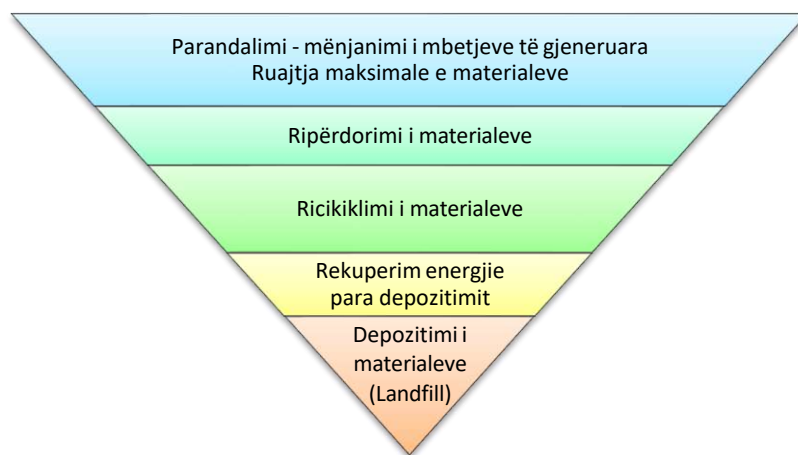 Parandalimi - mënjanimi i mbetjeve të gjeneruara
Ruajtja maksimale e materialeve
Ripërdorimi i materialeve
Ricikiklimi i materialeve
Rekuperim energjie
para depozitimit
Depozitimi i
materialeve
(Landfill)